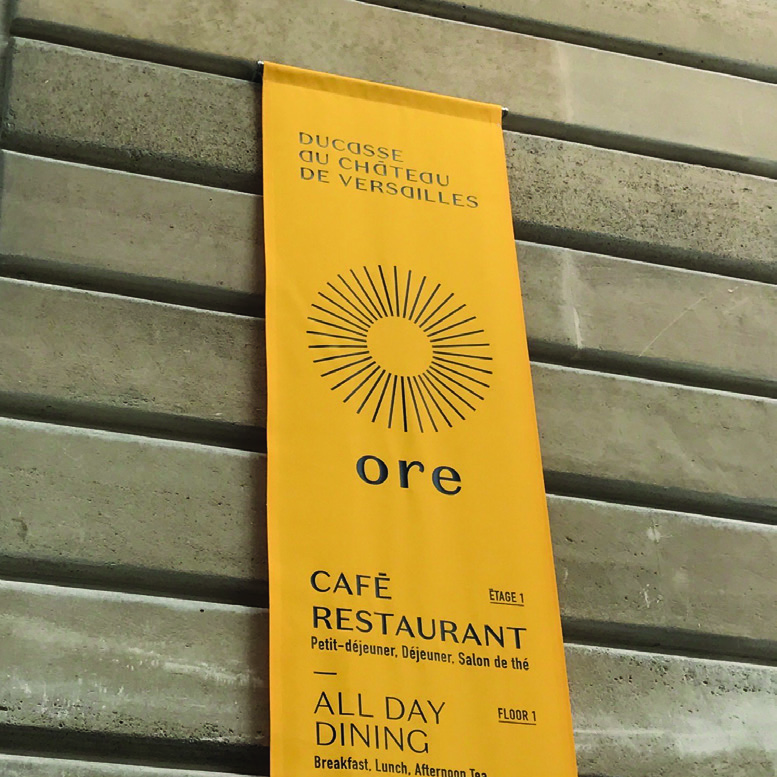 DUCASSE
AU CHÂTEAU
DE VERSAILLES
ore
CAFÉ
ÉTAGE 1
RESTAURANT
Petit-déjeuner, Déjeuner, Salon de thé
ALL DAY
FLOOR 1
DINING
Breakfast, Lunch, Afternoon Tea